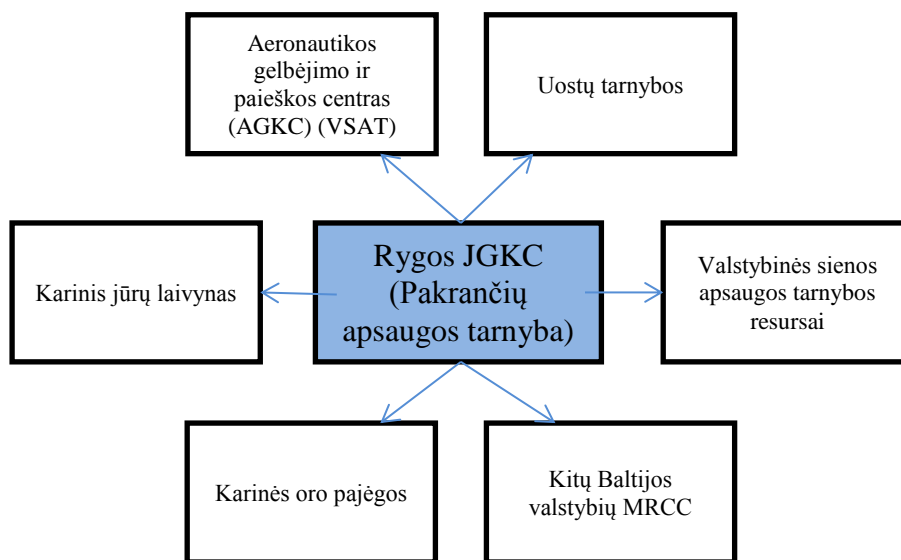 Aeronautikos
gelbėjimo ir
paieškos centras
(AGKC) (VSAT)
Uostų tarnybos
Karinis jūrų laivynas
Rygos JGKC
(Pakrančių
apsaugos tarnyba)
Valstybinės sienos
apsaugos tarnybos
resursai
Karinės oro pajėgos
Kitų Baltijos
valstybių MRCC